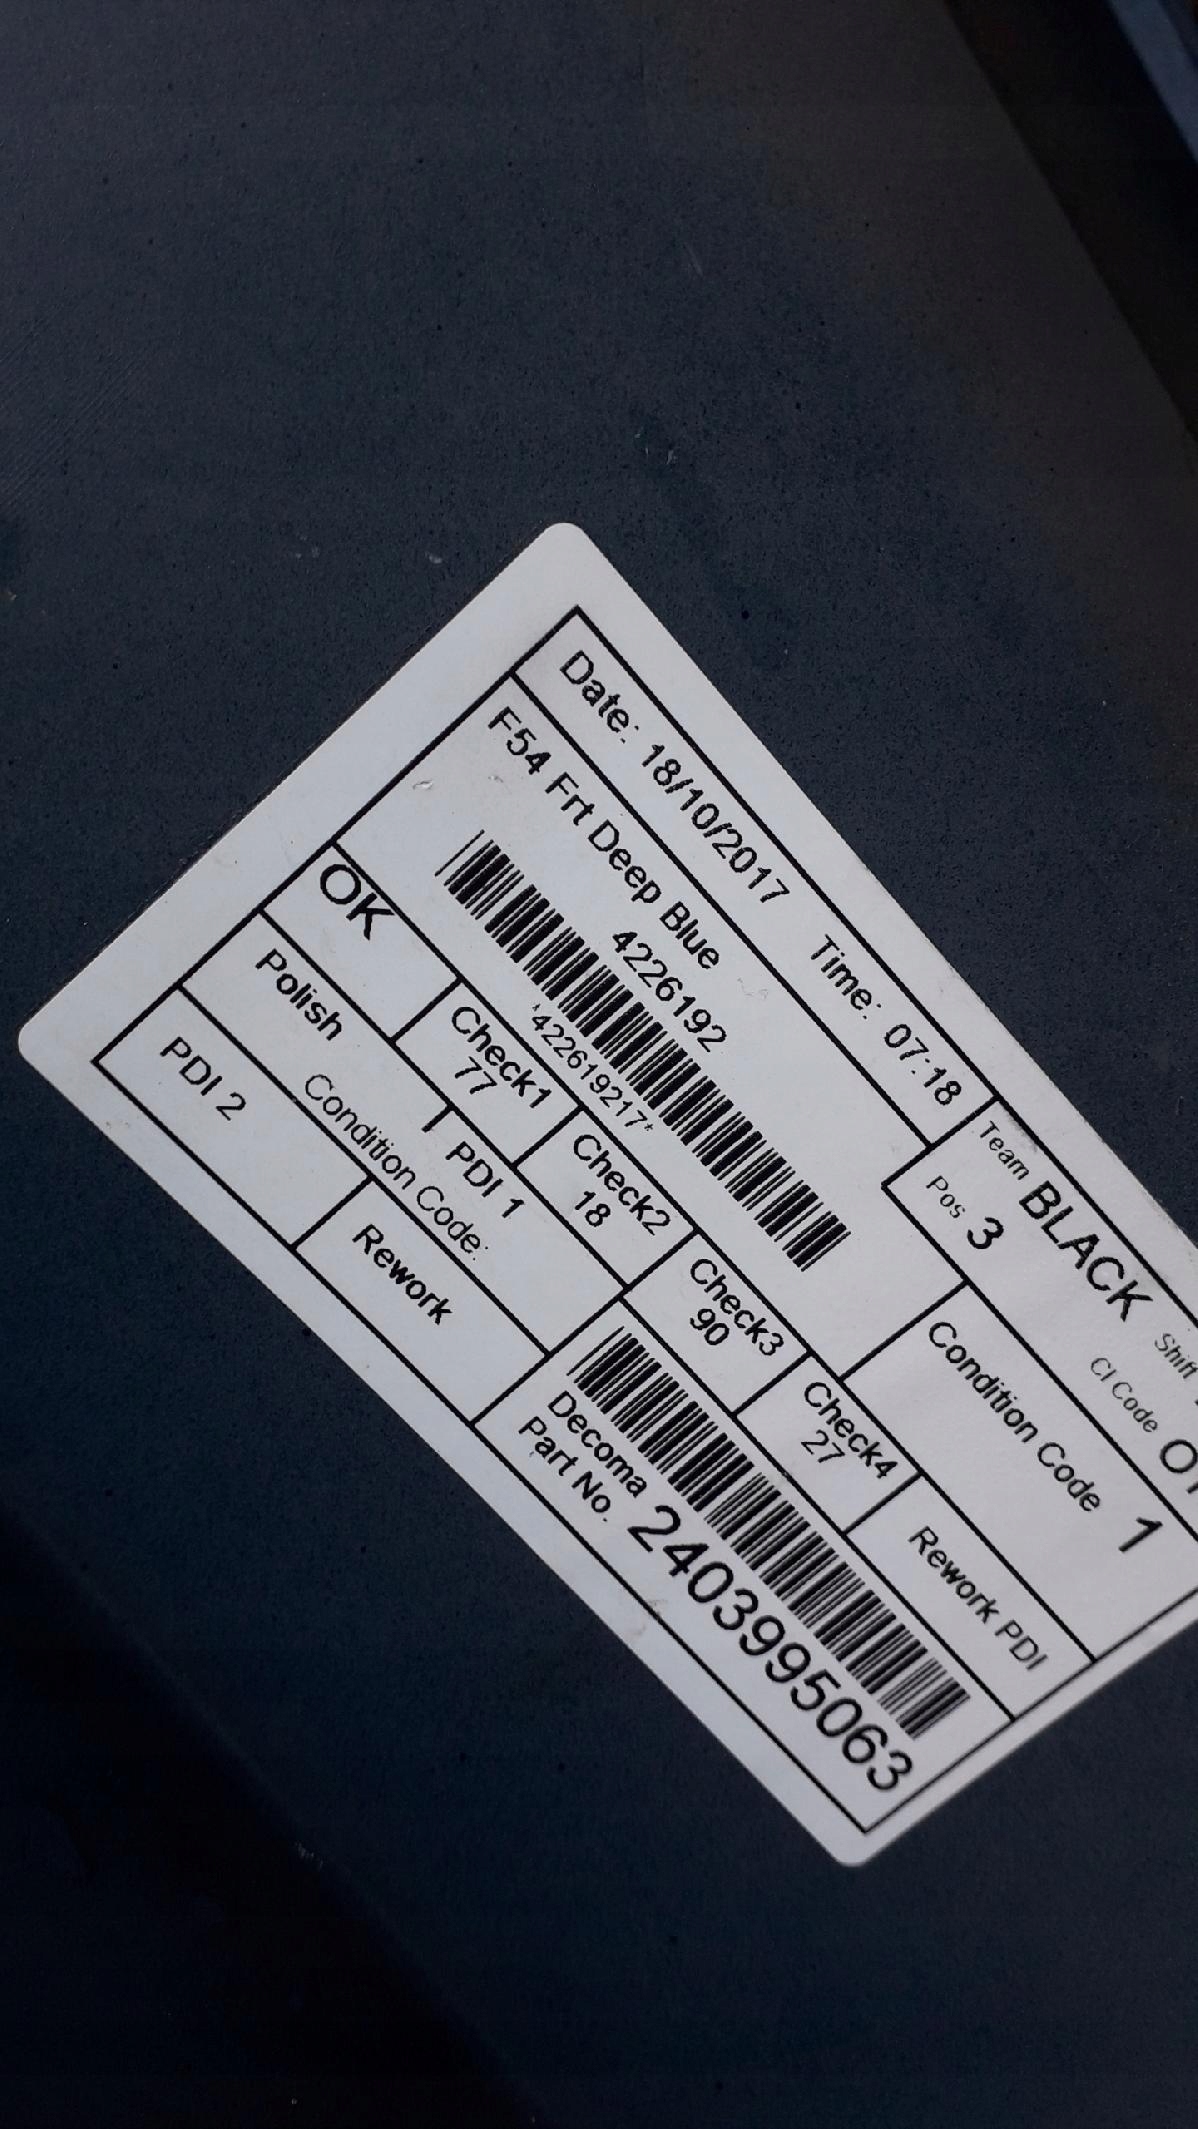 Date: 18/10/2017 Time: 07:18
Team BLACK Shift
F54 Frt Deep Blue
Pos 3 CI Code
4226192
*422619217*
Condition Code 1
OK
Check1 Check2 Check3 Check4 Rework PDI
77 18 90 27
Polish PDI 1
Condition Code:
PDI 2 Rework
Decoma
Part No. 2403995063